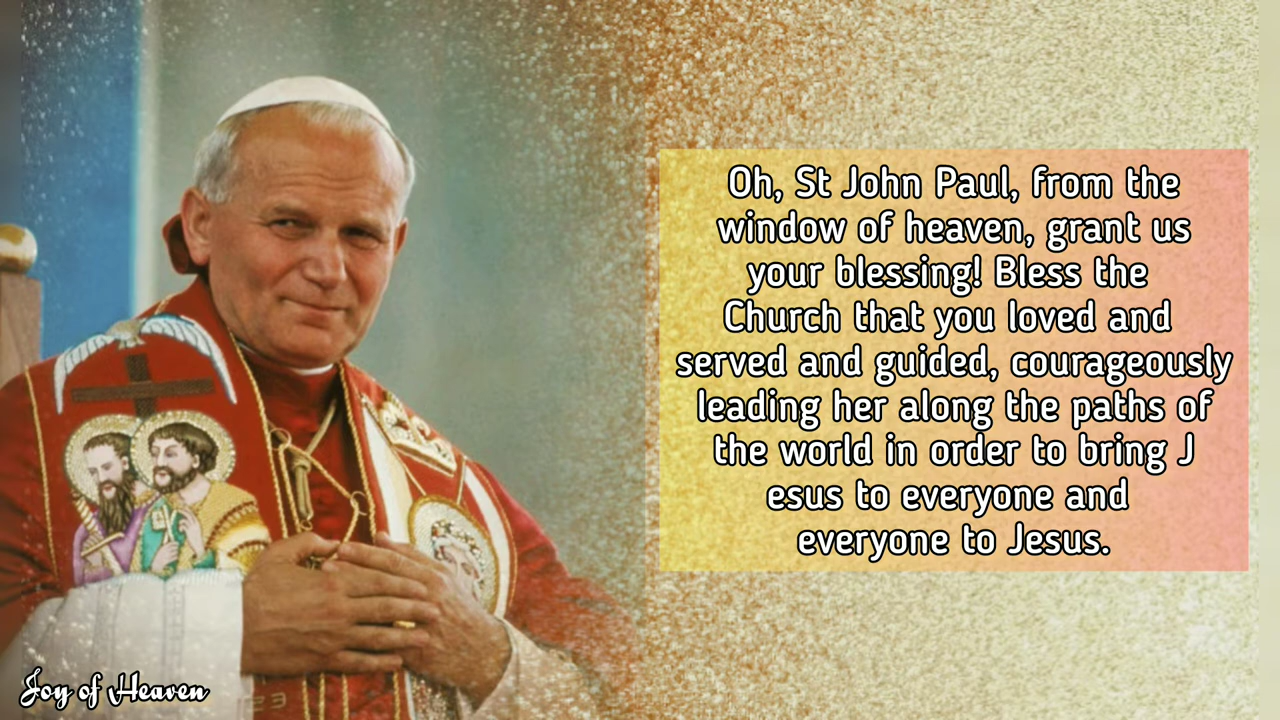 Oh, St John Paul, from the
window of heaven, grant us
your blessing! Bless the
Church that you loved and
served and guided, courageously
leading her along the paths of
the world in order to bring J
esus to everyone and
everyone to Jesus.
Joy of Heaven